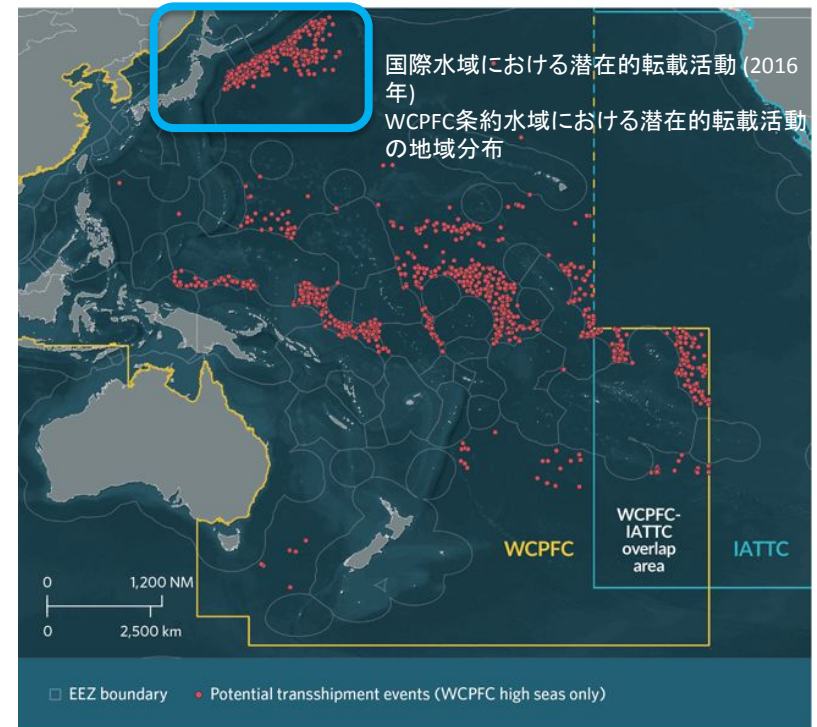 国際水域における潜在的転載活動 (2016
年)
WCPFC条約水域における潜在的転載活動
の地域分布
WCPFC
WCPFC-
IATTC
overlap
area
IATTC
0 1,200 NM
0 2,500 km
EEZ boundary Potential transshipment events (WCPFC high seas only)